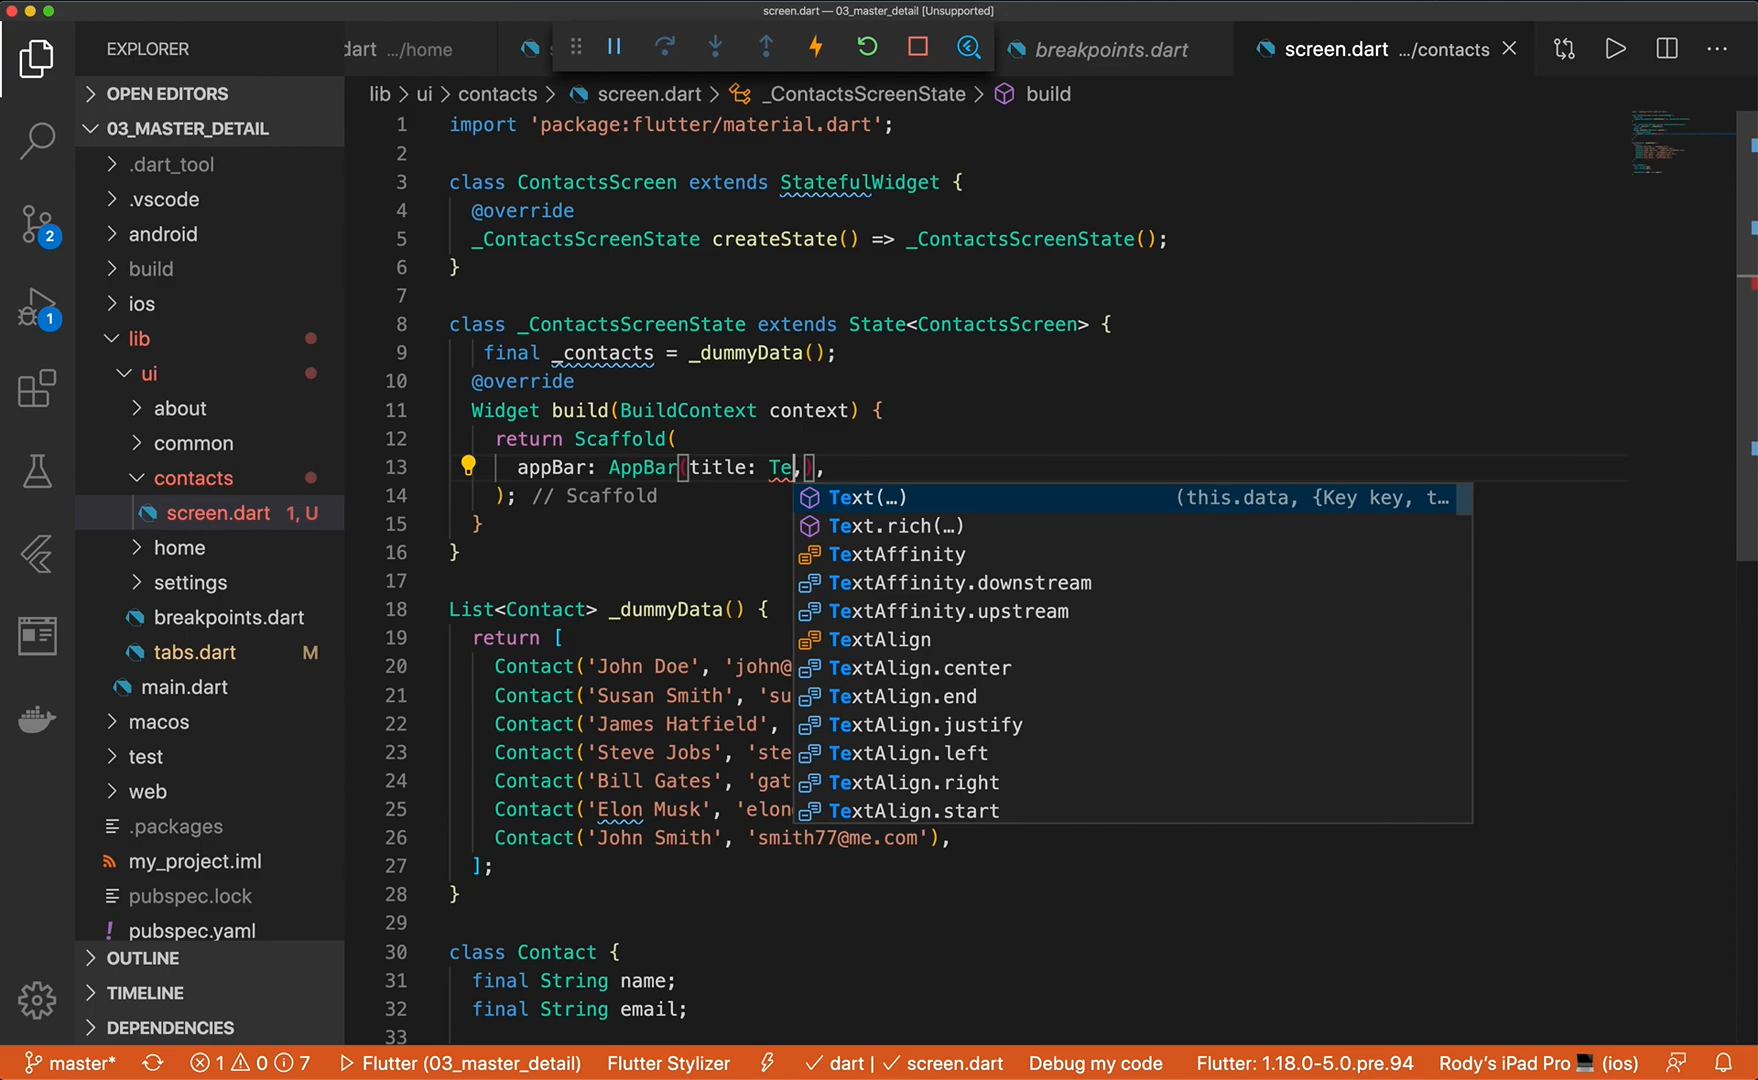 screen.dart — 03_master_detail [Unsupported]
EXPLORER
dart .../home
breakpoints.dart
screen.dart .../contacts
OPEN EDITORS
lib > ui > contacts > screen.dart > _ContactsScreenState > build
03_MASTER_DETAIL
.dart_tool
.vscode
android
build
ios
lib
ui
about
common
contacts
screen.dart 1, U
home
settings
breakpoints.dart
tabs.dart M
main.dart
macos
test
web
.packages
my_project.iml
pubspec.lock
pubspec.yaml
OUTLINE
TIMELINE
DEPENDENCIES
2
1
1 import 'package:flutter/material.dart';
2
3 class ContactsScreen extends StatefulWidget {
4 @override
5 _ContactsScreenState createState() => _ContactsScreenState();
6 }
7
8 class _ContactsScreenState extends State<ContactsScreen> {
9 final _contacts = _dummyData();
10 @override
11 Widget build(BuildContext context) {
12 return Scaffold(
13 appBar: AppBar(title: Te,),
14 ); // Scaffold
15 }
16 }
17
18 List<Contact> _dummyData() {
19 return [
20 Contact('John Doe', 'john@
21 Contact('Susan Smith', 'su
22 Contact('James Hatfield',
23 Contact('Steve Jobs', 'ste
24 Contact('Bill Gates', 'gat
25 Contact('Elon Musk', 'elon
26 Contact('John Smith', 'smith77@me.com'),
27 ];
28 }
29
30 class Contact {
31 final String name;
32 final String email;
33
Text(…) (this.data, {Key key, t…
Text.rich(…)
TextAffinity
TextAffinity.downstream
TextAffinity.upstream
TextAlign
TextAlign.center
TextAlign.end
TextAlign.justify
TextAlign.left
TextAlign.right
TextAlign.start
master* 1 0 7 Flutter (03_master_detail) Flutter Stylizer dart | screen.dart Debug my code Flutter: 1.18.0-5.0.pre.94 Rody's iPad Pro (ios)